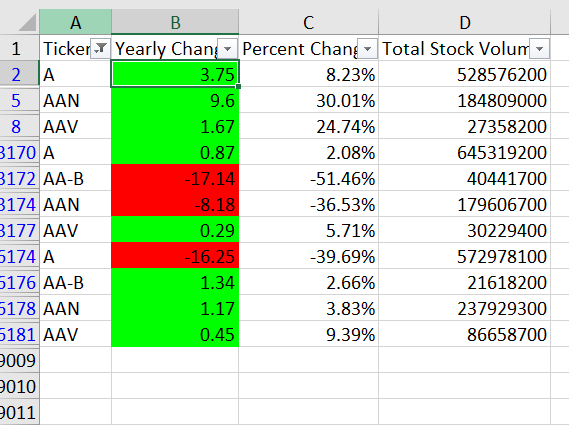 A B C D
1 Ticker Yearly Chang Percent Chang Total Stock Volum
2 A 3.75 8.23% 528576200
5 AAN 9.6 30.01% 184809000
8 AAV 1.67 24.74% 27358200
3170 A 0.87 2.08% 645319200
3172 AA-B -17.14 -51.46% 40441700
3174 AAN -8.18 -36.53% 179606700
3177 AAV 0.29 5.71% 30229400
6174 A -16.25 -39.69% 572978100
6176 AA-B 1.34 2.66% 21618200
6178 AAN 1.17 3.83% 237929300
6181 AAV 0.45 9.39% 86658700
9009
9010
9011